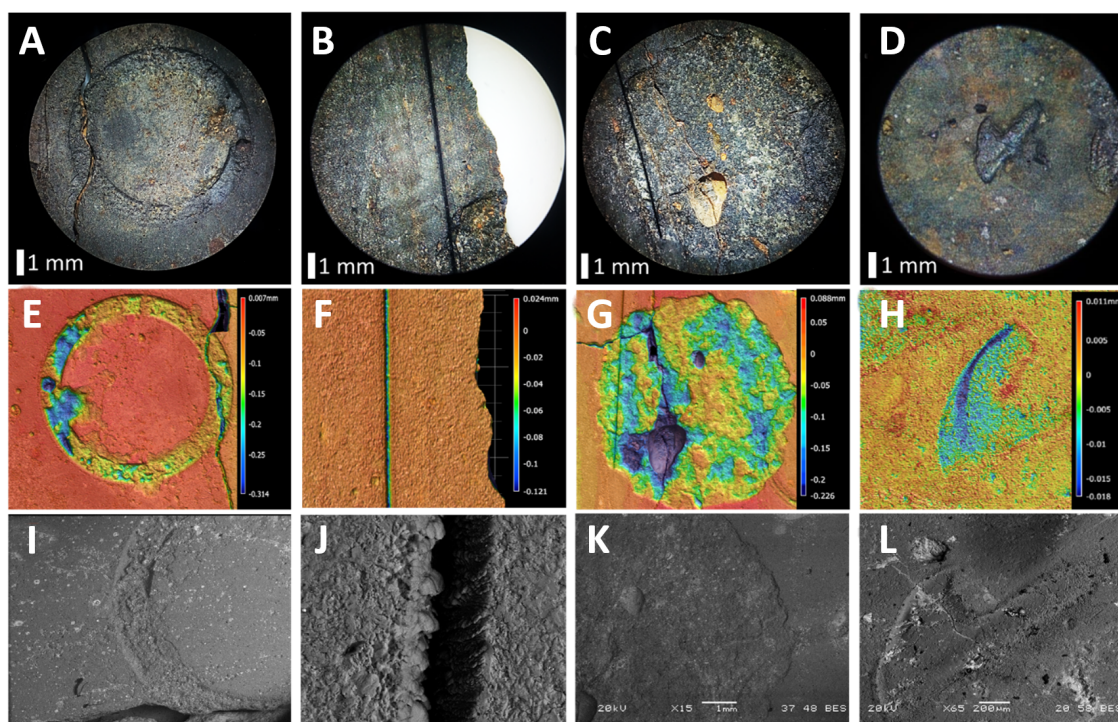 A
B
C
D
1 mm
1 mm
1 mm
1 mm
E
0.007mm
-0.05
-0.1
-0.15
-0.2
-0.25
-0.314
F
0.024mm
0
-0.02
-0.04
-0.06
-0.08
-0.1
-0.121
G
0.088mm
0.05
0
-0.05
-0.1
-0.15
-0.2
-0.226
H
0.011mm
0.005
0
-0.005
-0.01
-0.015
-0.018
I
J
K
20kV X15 1mm 37 48 BES
L
20kV X65 200µm 20 58 BES